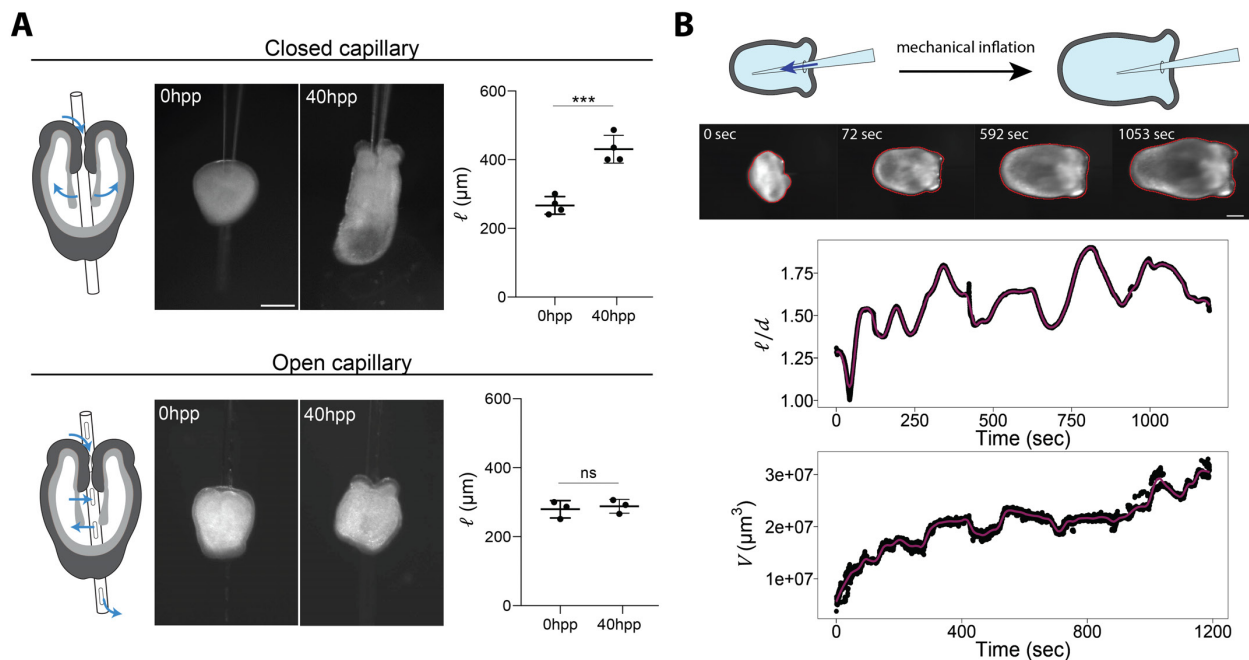 A
Closed capillary
0hpp
40hpp
600
400
200
0
ℓ (μm)
***
0hpp
40hpp
Open capillary
0hpp
40hpp
600
400
200
0
ℓ (μm)
ns
0hpp
40hpp
B
mechanical inflation
0 sec
72 sec
592 sec
1053 sec
1.75
1.50
1.25
1.00
ℓ/d
0
250
500
750
1000
Time (sec)
3e+07
2e+07
1e+07
V (μm³)
0
400
800
1200
Time (sec)